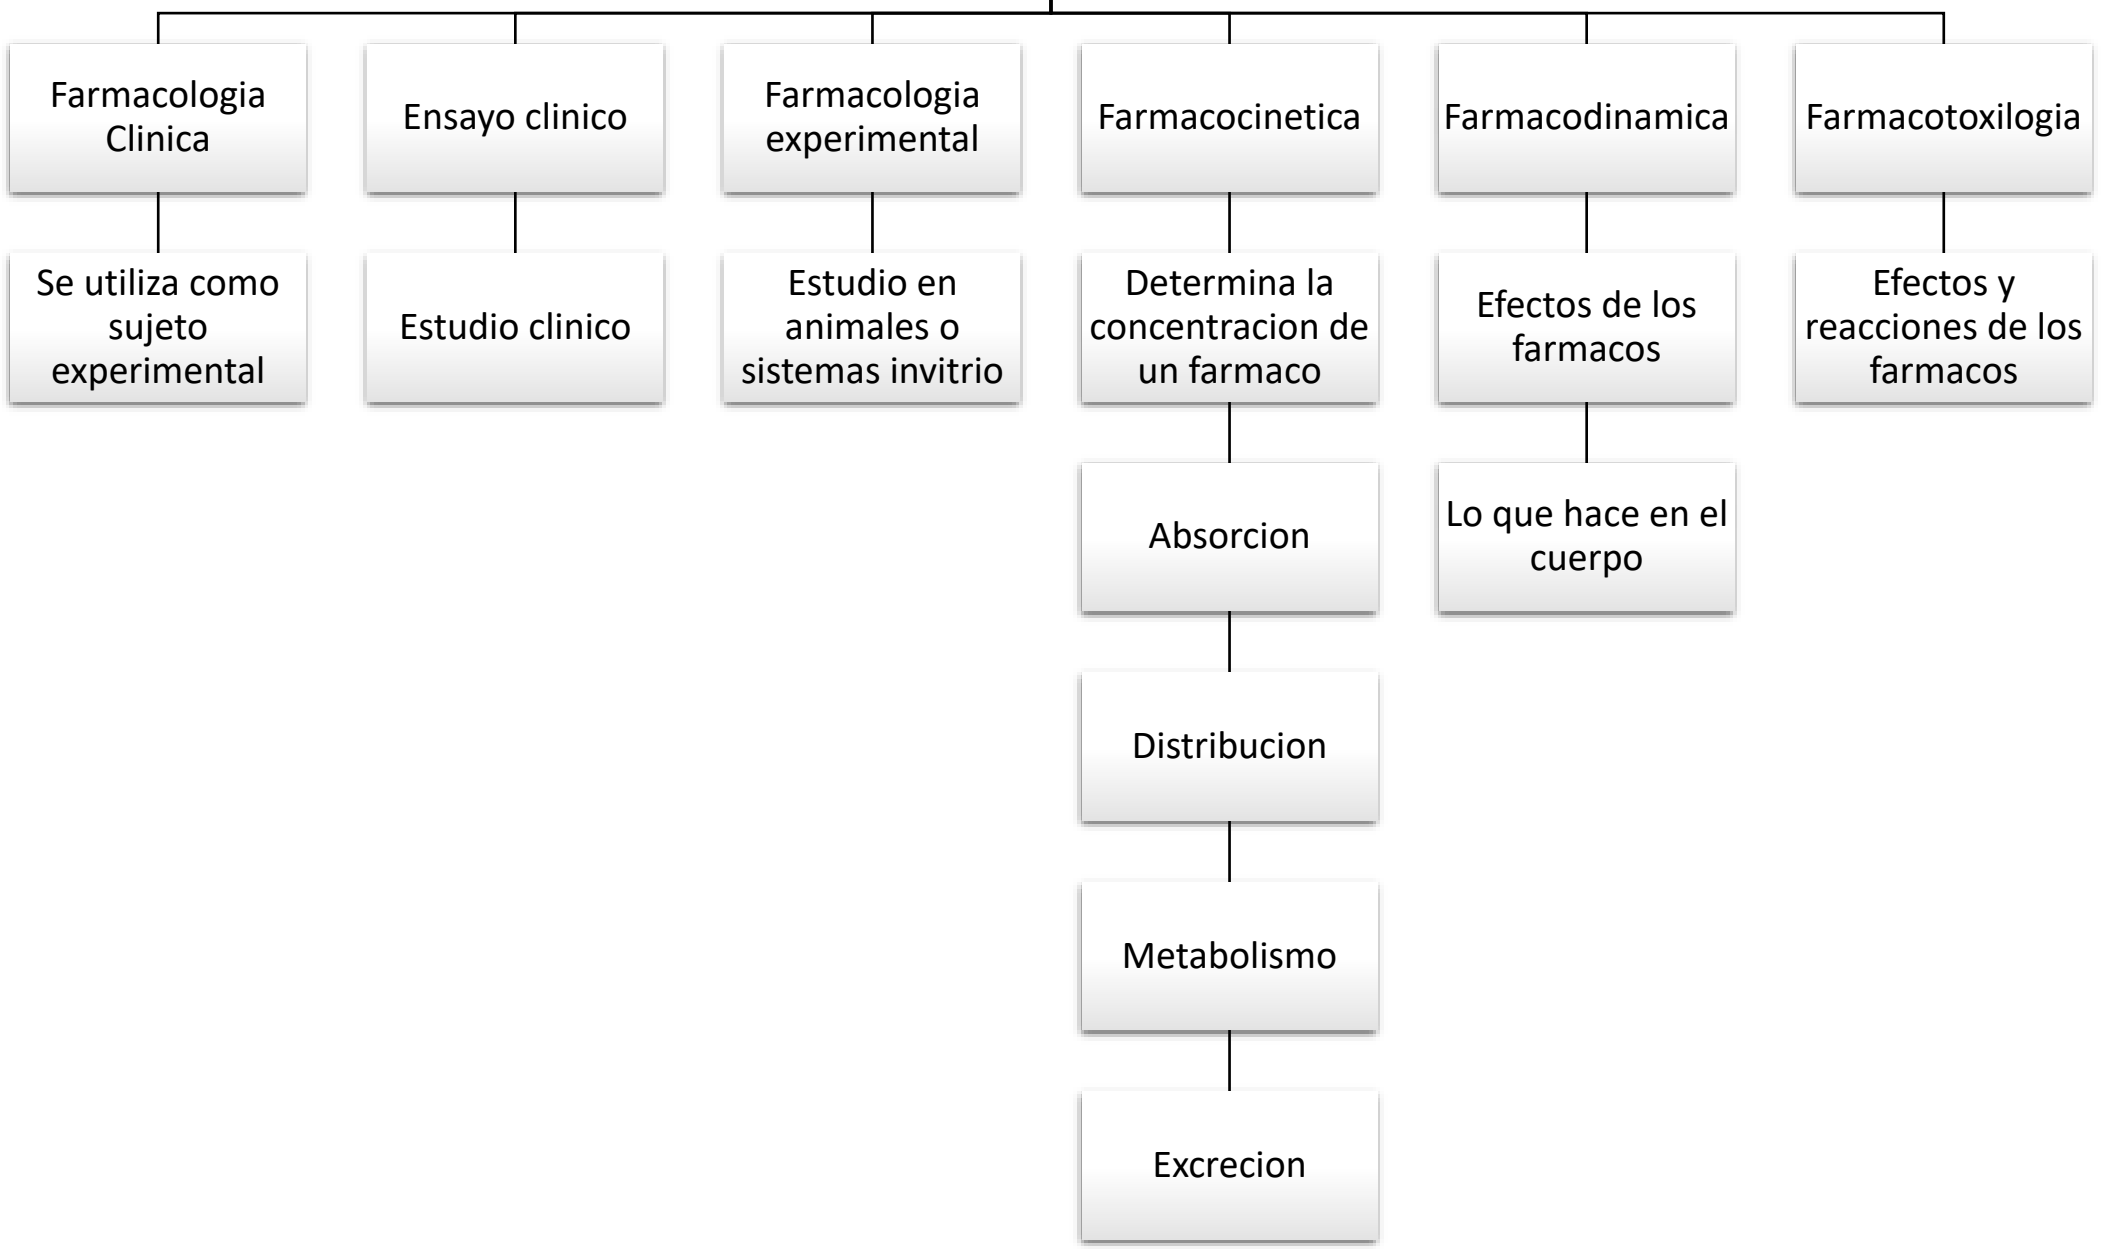 Farmacologia
Clinica
Ensayo clinico
Farmacologia
experimental
Farmacocinetica
Farmacodinamica
Farmacotoxilogia
Se utiliza como
sujeto
experimental
Estudio clinico
Estudio en
animales o
sistemas invitrio
Determina la
concentracion de
un farmaco
Efectos de los
farmacos
Efectos y
reacciones de los
farmacos
Absorcion
Lo que hace en el
cuerpo
Distribucion
Metabolismo
Excrecion